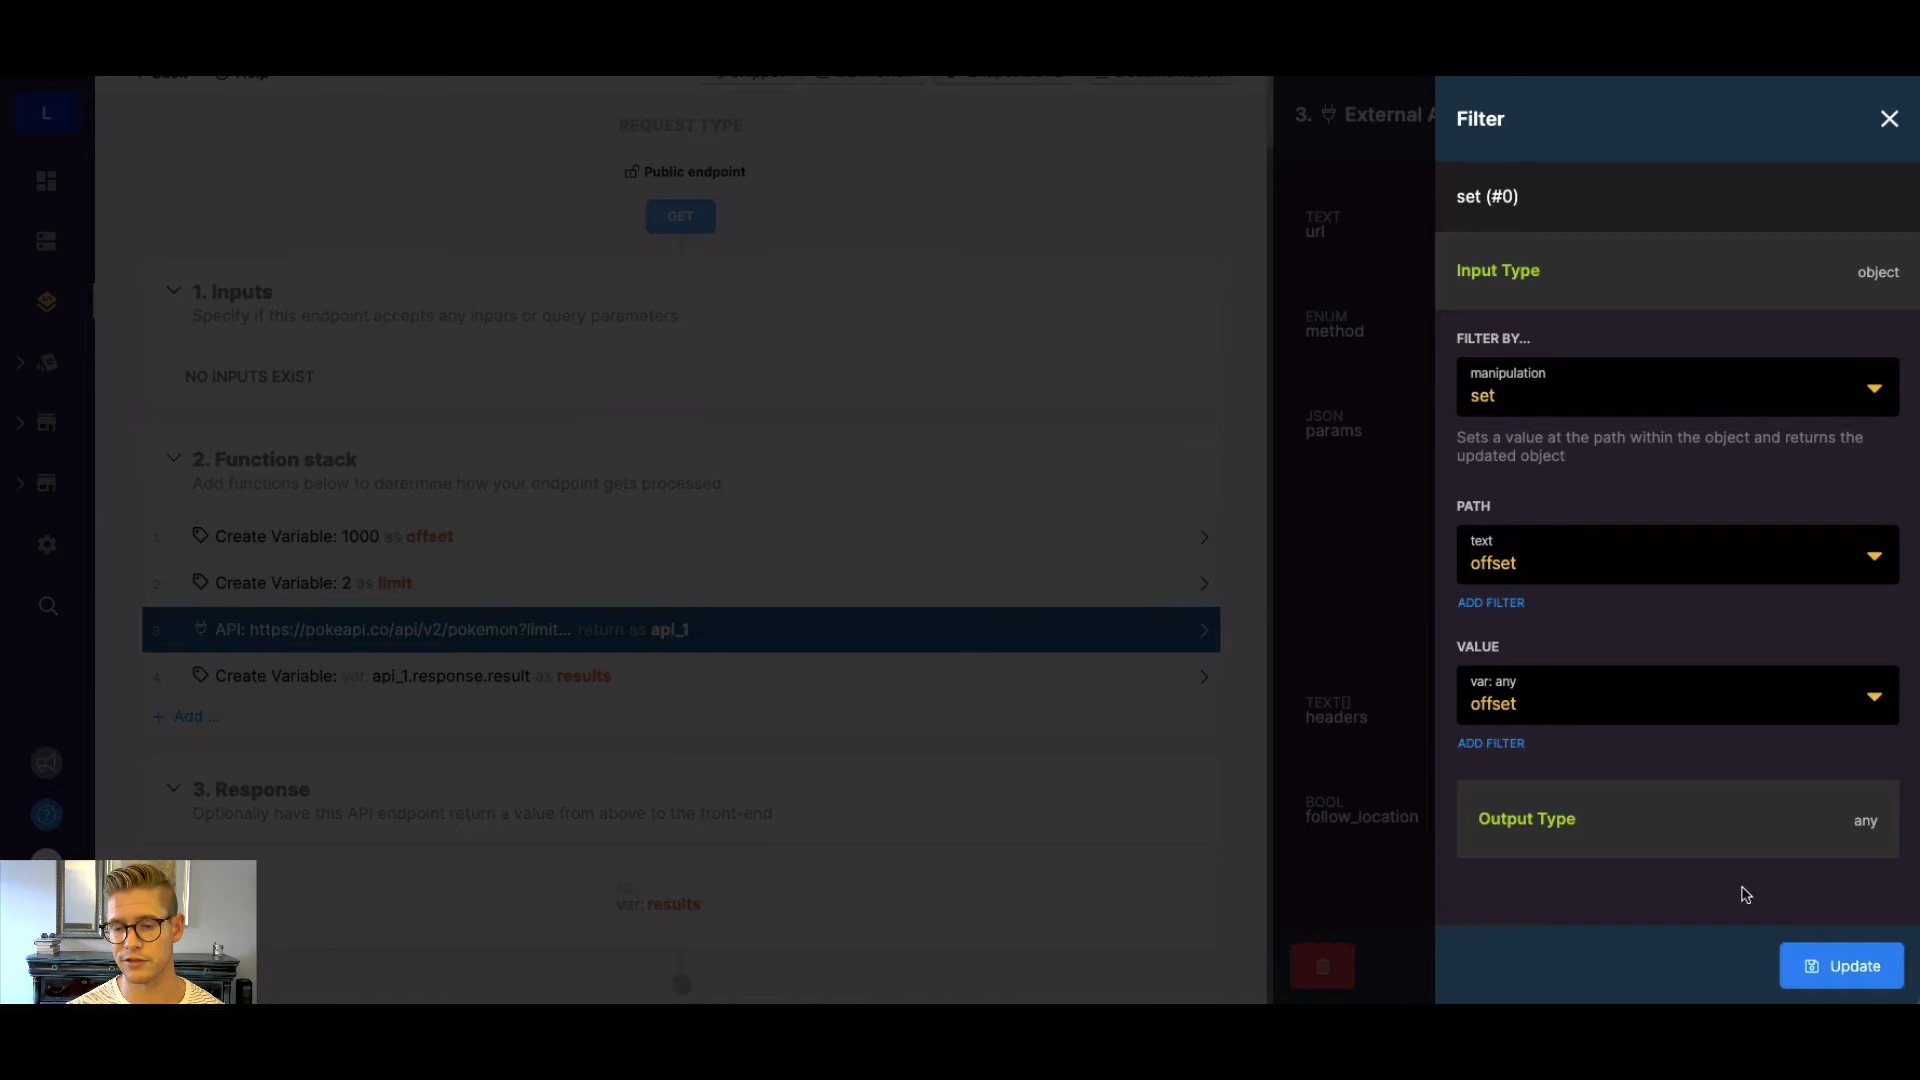 L
REQUEST TYPE
Public endpoint
GET
1. Inputs
Specify if this endpoint accepts any inputs or query parameters
NO INPUTS EXIST
2. Function stack
Add functions below to determine how your endpoint gets processed
1. Create Variable: 1000 as offset
2. Create Variable: 2 as limit
3 API: https://pokeapi.co/api/v2/pokemon?limit... return as api_1
4 Create Variable: var: api_1.response.result as results
+ Add ...
3. Response
Optionally have this API endpoint return a value from above to the front-end
var: results
3. External A
TEXT
url
ENUM
method
JSON
params
TEXT[]
headers
BOOL
follow_location
Filter
set (#0)
Input Type object
FILTER BY...
manipulation
set
Sets a value at the path within the object and returns the
updated object
PATH
text
offset
ADD FILTER
VALUE
var: any
offset
ADD FILTER
Output Type any
Update